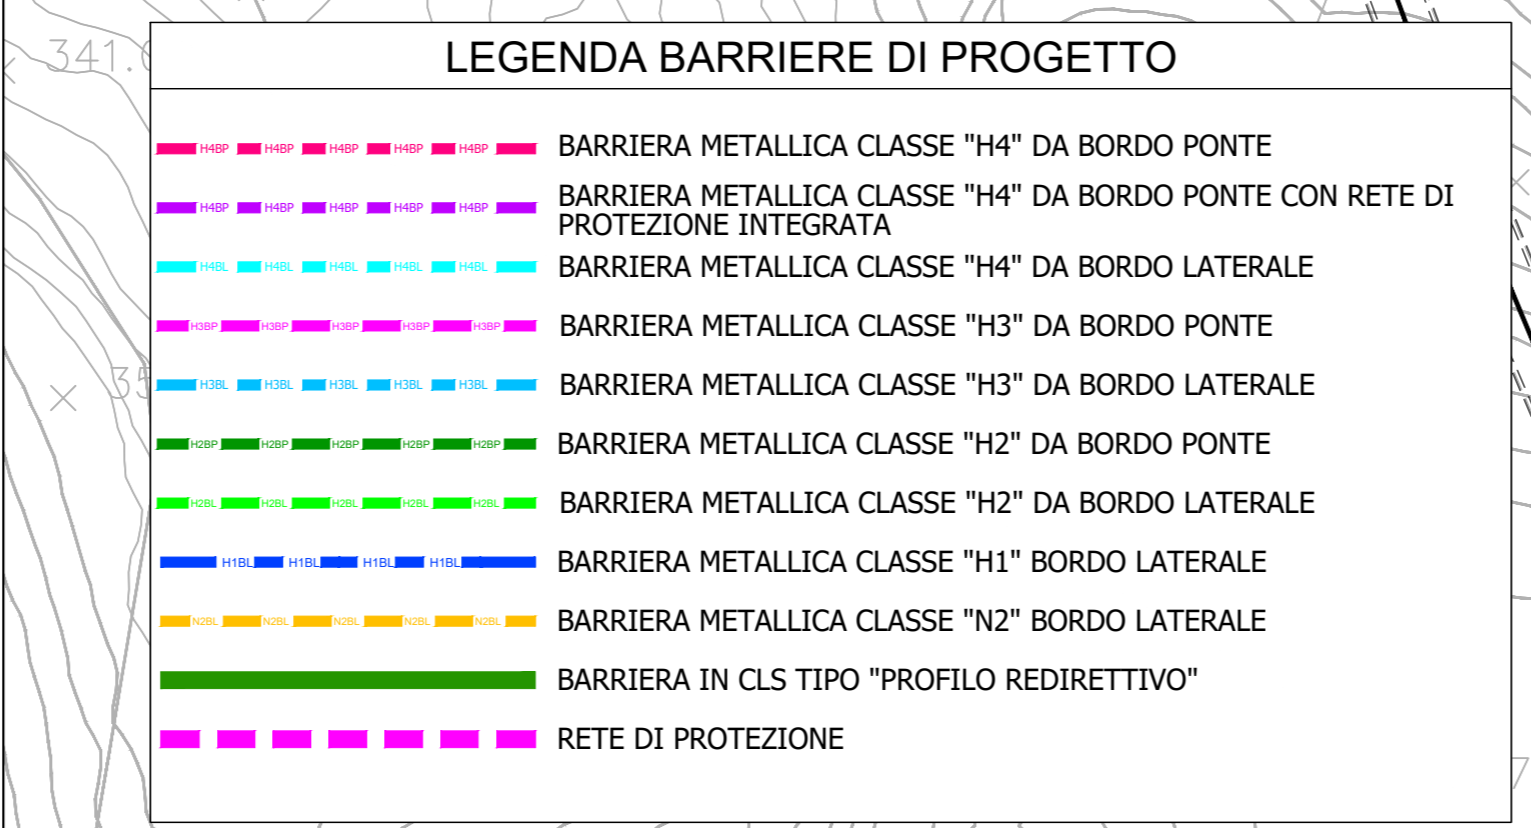 341.
LEGENDA BARRIERE DI PROGETTO
H4BP H4BP H4BP H4BP H4BP BARRIERA METALLICA CLASSE "H4" DA BORDO PONTE
H4BP H4BP H4BP H4BP H4BP BARRIERA METALLICA CLASSE "H4" DA BORDO PONTE CON RETE DI
PROTEZIONE INTEGRATA
H4BL H4BL H4BL H4BL H4BL BARRIERA METALLICA CLASSE "H4" DA BORDO LATERALE
H3BP H3BP H3BP H3BP H3BP BARRIERA METALLICA CLASSE "H3" DA BORDO PONTE
35
H3BL H3BL H3BL H3BL H3BL BARRIERA METALLICA CLASSE "H3" DA BORDO LATERALE
H2BP H2BP H2BP H2BP H2BP BARRIERA METALLICA CLASSE "H2" DA BORDO PONTE
H2BL H2BL H2BL H2BL H2BL BARRIERA METALLICA CLASSE "H2" DA BORDO LATERALE
H1BL H1BL H1BL H1BL BARRIERA METALLICA CLASSE "H1" BORDO LATERALE
N2BL N2BL N2BL N2BL N2BL BARRIERA METALLICA CLASSE "N2" BORDO LATERALE
BARRIERA IN CLS TIPO "PROFILO REDIRETTIVO"
RETE DI PROTEZIONE